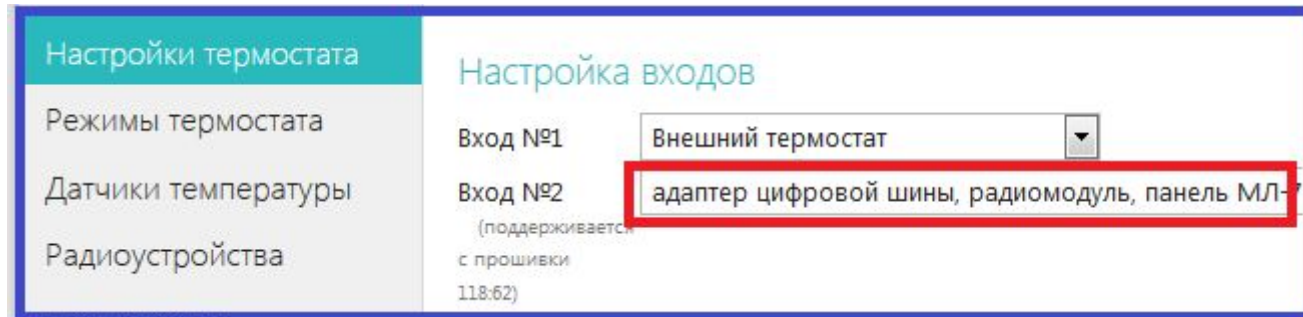 Настройки термостата
Режимы термостата
Датчики температуры
Радиоустройства
Настройка входов
Вход №1 Внешний термостат
Вход №2 адаптер цифровой шины, радиомодуль, панель МЛ-7
(поддерживается
с прошивки
118:62)